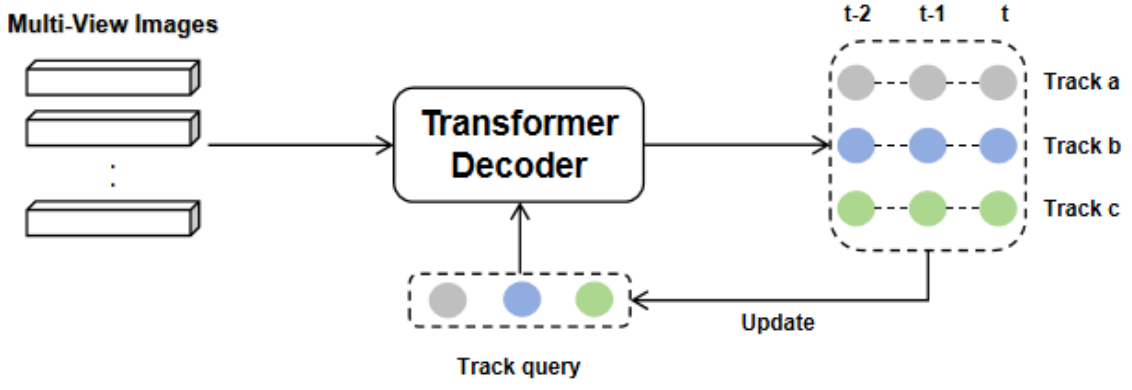 Multi-View Images
t-2 t-1 t
Track a
Transformer
Decoder
Track b
Track c
Update
Track query